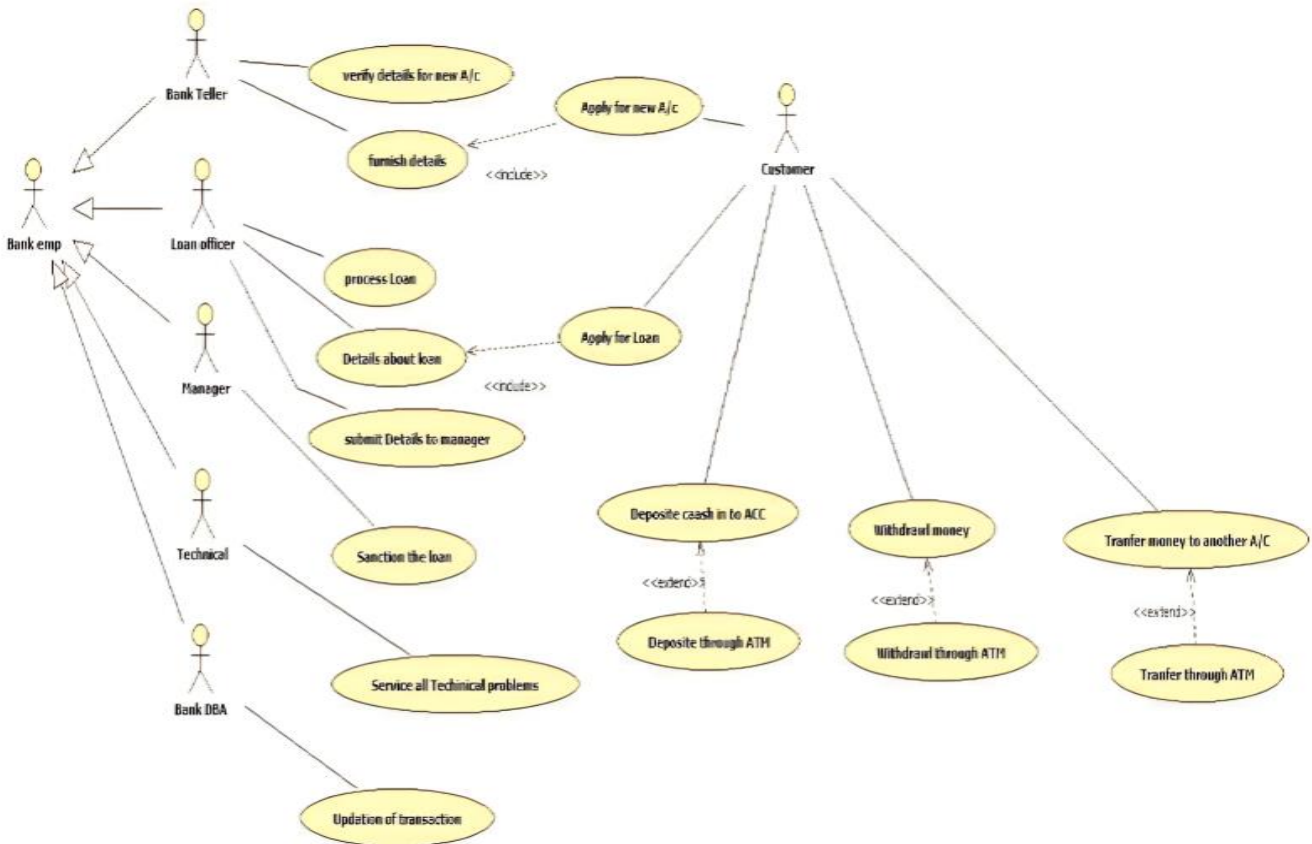 Bank Teller
verify details for new A/c
Apply for new A/c
furnish details
<<include>>
Customer
Bank emp
Loan officer
process Loan
Apply for Loan
Details about loan
<<include>>
Manager
submit Details to manager
Deposite caash in to ACC
Withdrawl money
Tranfer money to another A/C
Technical
Sanction the loan
<<extend>>
<<extend>>
<<extend>>
Deposite through ATM
Withdrawl through ATM
Tranfer through ATM
Service all Techinical problems
Bank DBA
Updation of transaction